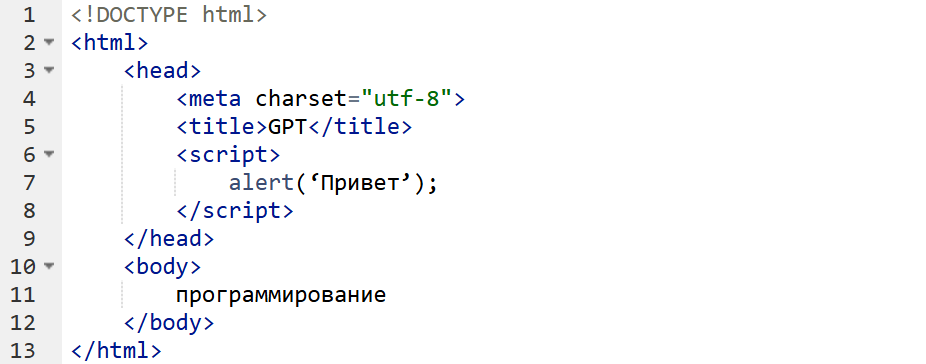 1 <!DOCTYPE html>
2 <html>
3 <head>
4 <meta charset="utf-8">
5 <title>GPT</title>
6 <script>
7 alert(‘Привет’);
8 </script>
9 </head>
10 <body>
11 программирование
12 </body>
13 </html>